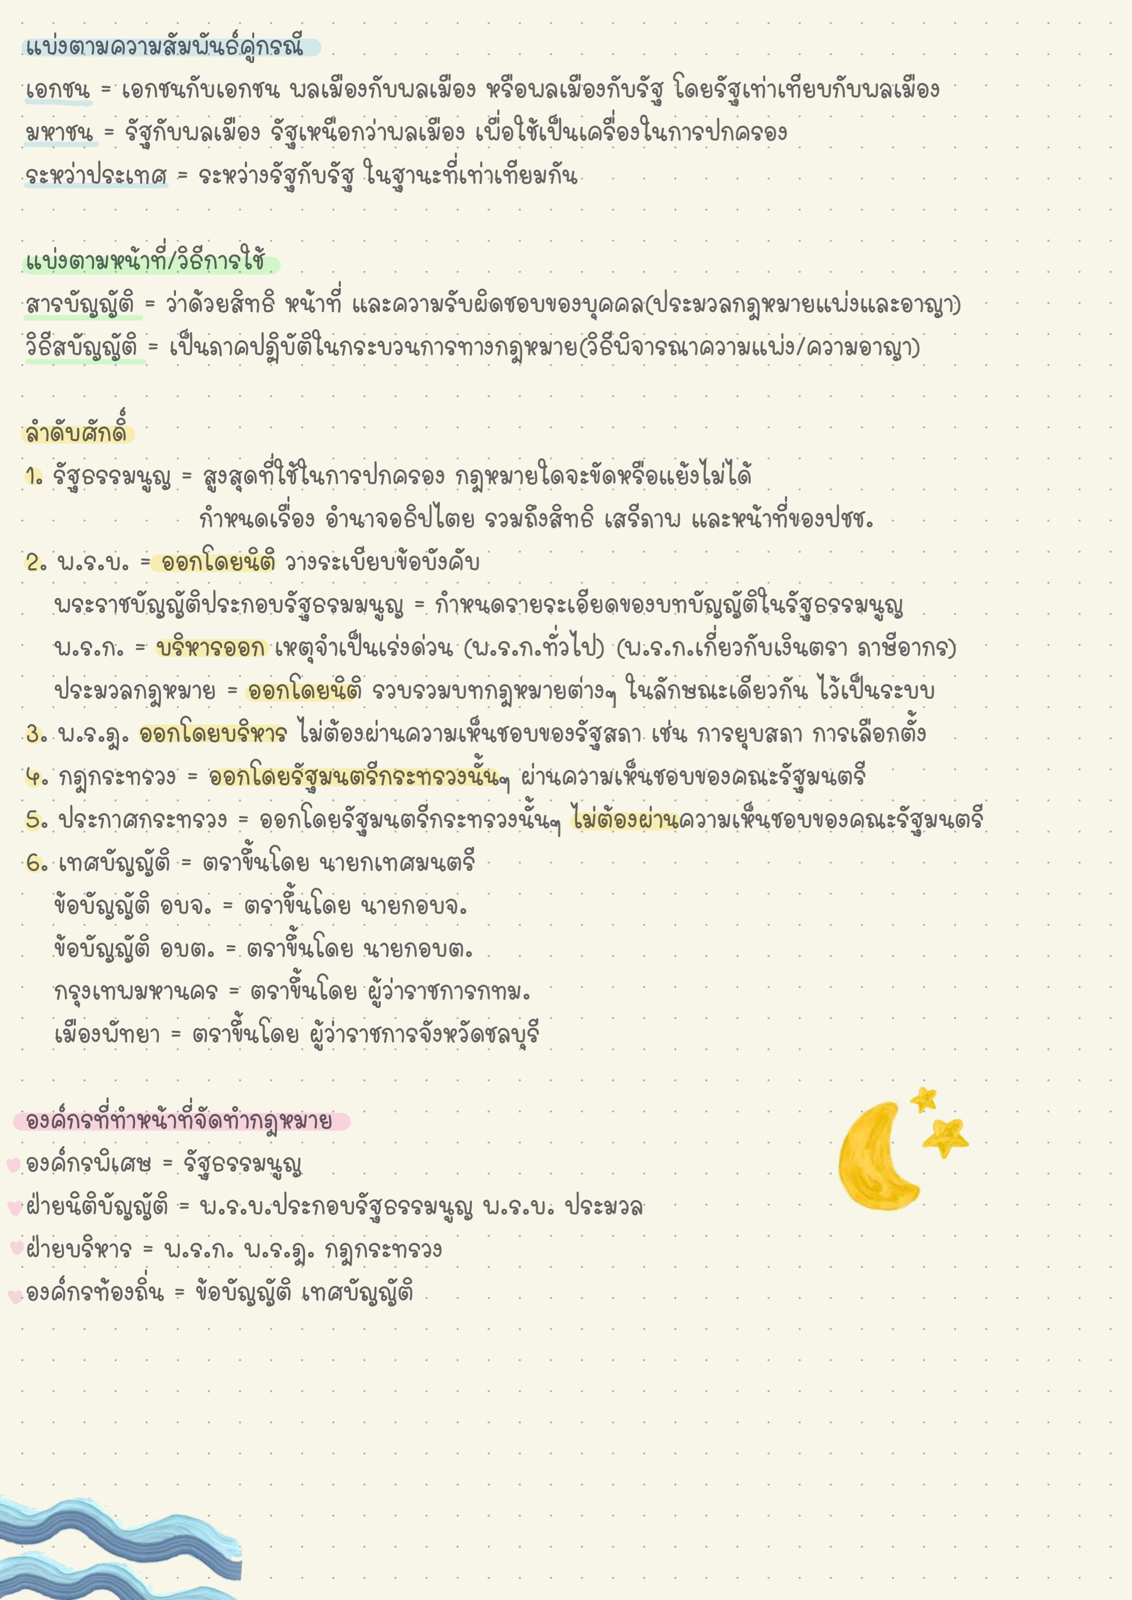 แบ่งตามความสัมพันธ์คู่กรณี
เอกชน = เอกชนกับเอกชน พลเมืองกับพลเมือง หรือพลเมืองกับรัฐ โดยรัฐเท่าเทียบกับพลเมือง
มหาชน = รัฐกับพลเมือง รัฐเหนือกว่าพลเมือง เพื่อใช้เป็นเครื่องในการปกครอง
ระหว่าประเทศ = ระหว่างรัฐกับรัฐ ในฐานะที่เท่าเทียมกัน
แบ่งตามหน้าที่/วิธีการใช้
สารบัญญัติ = ว่าด้วยสิทธิ หน้าที่ และความรับผิดชอบของบุคคล(ประมวลกฎหมายแบ่งและอาญา)
วิธีสบัญญัติ = เป็นภาคปฏิบัติในกระบวนการทางกฎหมาย(วิธีพิจารณาความแพ่ง/ความอาญา)
ลำดับศักดิ์
1. รัฐธรรมนูญ = สูงสุดที่ใช้ในการปกครอง กฎหมายใดจะขัดหรือแย้งไม่ได้
กำหนดเรื่อง อำนาจอธิปไตย รวมถึงสิทธิ เสรีภาพ และหน้าที่ของปชช.
2. พ.ร.บ. = ออกโดยนิติ วางระเบียบข้อบังคับ
พระราชบัญญัติประกอบรัฐธรมมนูญ = กำหนดรายระเอียดของบทบัญญัติในรัฐธรรมนูญ
พ.ร.ก. = บริหารออก เหตุจำเป็นเร่งด่วน (พ.ร.ก.ทั่วไป) (พ.ร.ก.เกี่ยวกับเงินตรา ภาษีอากร)
ประมวลกฎหมาย = ออกโดยนิติ รวบรวมบทกฎหมายต่างๆ ในลักษณะเดียวกัน ไว้เป็นระบบ
3. พ.ร.ฎ. ออกโดยบริหาร ไม่ต้องผ่านความเห็นชอบของรัฐสภา เช่น การยุบสภา การเลือกตั้ง
4. กฎกระทรวง = ออกโดยรัฐมนตรีกระทรวงนั้นๆ ผ่านความเห็นชอบของคณะรัฐมนตรี
5. ประกาศกระทรวง = ออกโดยรัฐมนตรีกระทรวงนั้นๆ ไม่ต้องผ่านความเห็นชอบของคณะรัฐมนตรี
6. เทศบัญญัติ = ตราขึ้นโดย นายกเทศมนตรี
ข้อบัญญัติ อบจ. = ตราขึ้นโดย นายกอบจ.
ข้อบัญญัติ อบต. = ตราขึ้นโดย นายกอบต.
กรุงเทพมหานคร = ตราขึ้นโดย ผู้ว่าราชการกทม.
เมืองพัทยา = ตราขึ้นโดย ผู้ว่าราชการจังหวัดชลบุรี
องค์กรที่ทำหน้าที่จัดทำกฎหมาย
องค์กรพิเศษ = รัฐธรรมนูญ
ฝ่ายนิติบัญญัติ = พ.ร.บ.ประกอบรัฐธรรมนูญ พ.ร.บ. ประมวล
ฝ่ายบริหาร = พ.ร.ก. พ.ร.ฎ. กฎกระทรวง
องค์กรท้องถิ่น = ข้อบัญญัติ เทศบัญญัติ